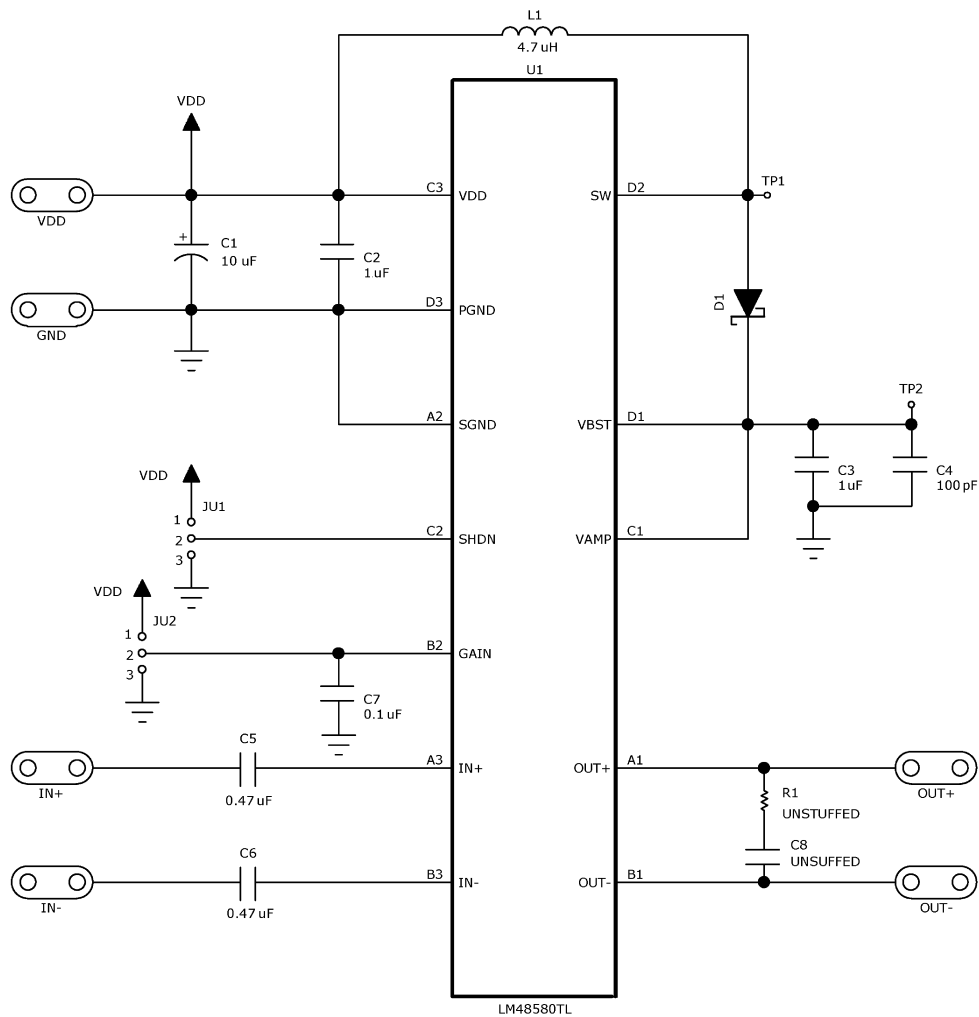 L1
4.7 uH
U1
VDD
C3
VDD
SW
D2
TP1
VDD
+
C1
10 uF
C2
1 uF
D1
D3
PGND
GND
TP2
A2
SGND
VBST
D1
C3
1uF
C4
100 pF
VDD
JU1
1
2
3
C2
SHDN
VAMP
C1
VDD
JU2
1
2
3
B2
GAIN
C7
0.1 uF
C5
0.47 uF
A3
IN+
OUT+
A1
IN+
OUT+
R1
UNSTUFFED
C8
UNSUFFED
C6
0.47 uF
B3
IN-
OUT-
B1
IN-
OUT-
LM48580TL